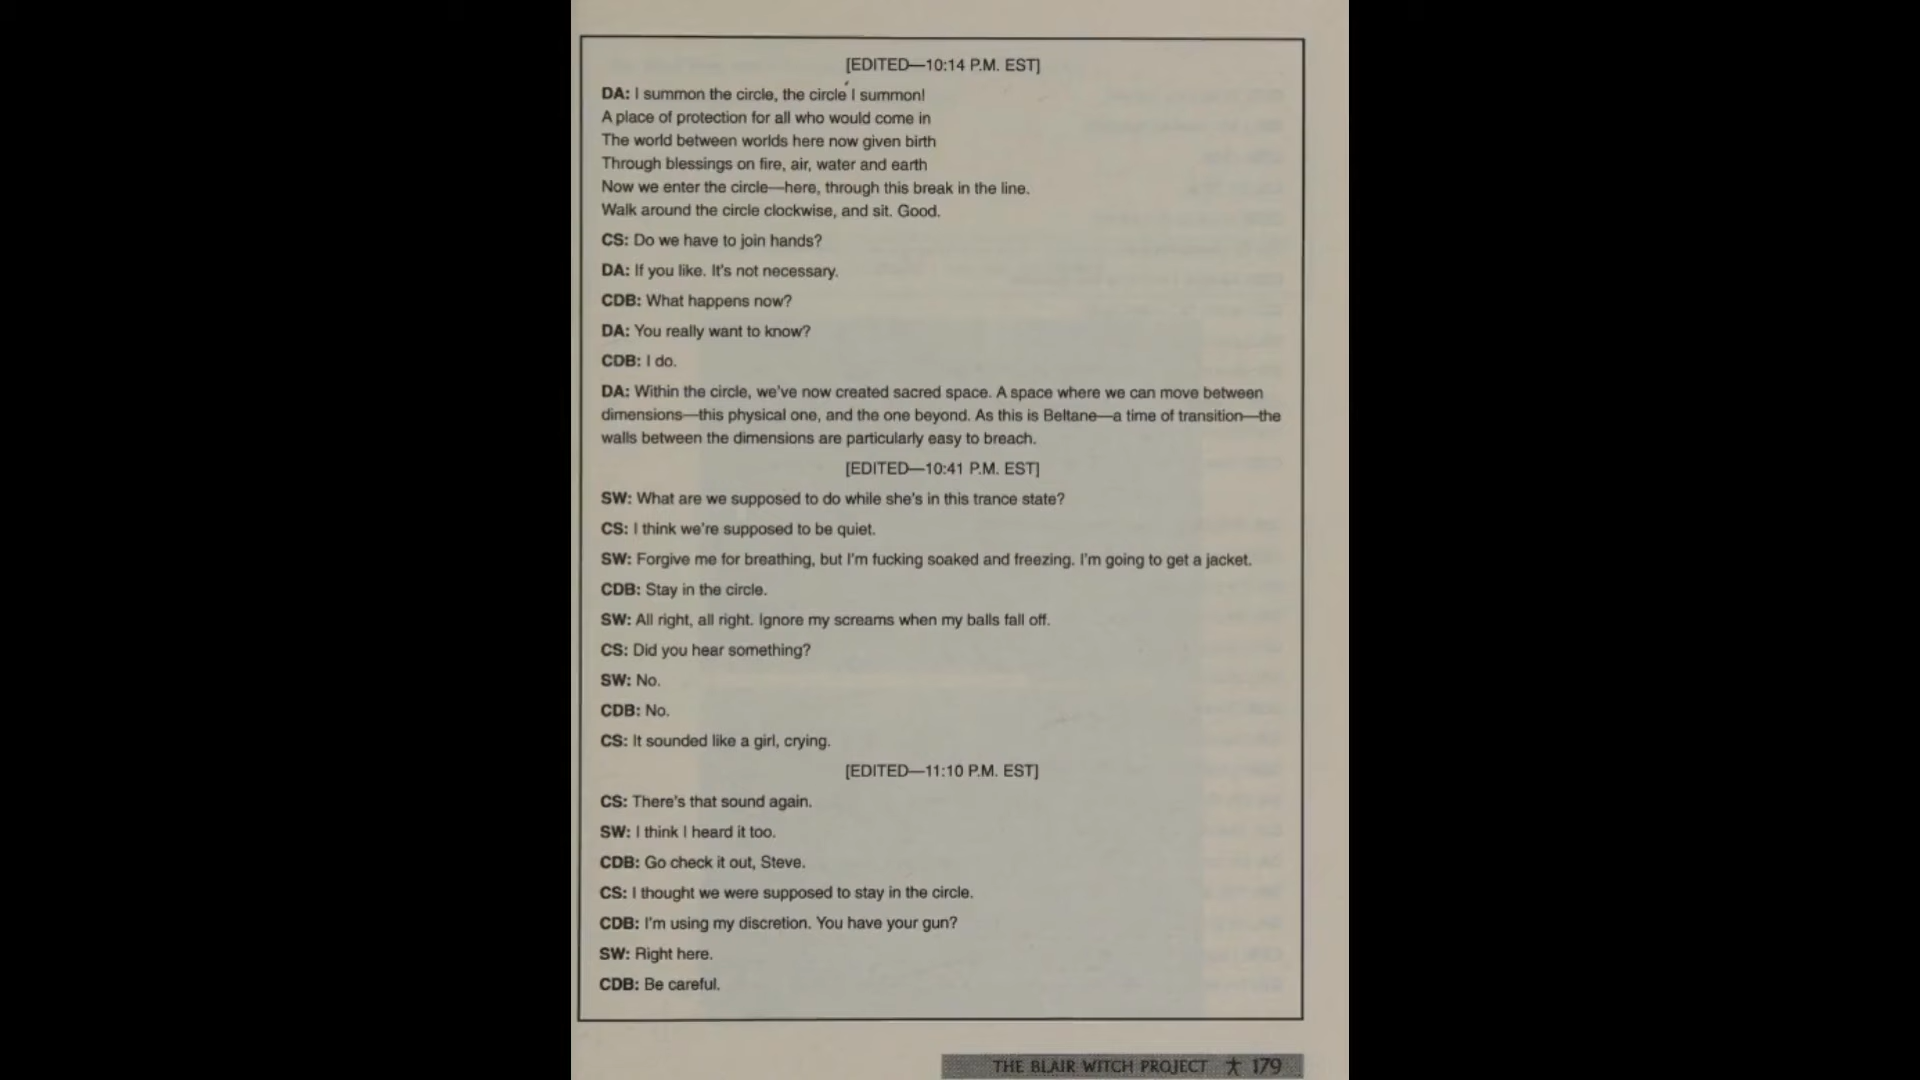 [EDITED—10:14 P.M. EST]
DA: I summon the circle, the circle I summon!
A place of protection for all who would come in
The world between worlds here now given birth
Through blessings on fire, air, water and earth
Now we enter the circle—here, through this break in the line.
Walk around the circle clockwise, and sit. Good.
CS: Do we have to join hands?
DA: If you like. It's not necessary.
CDB: What happens now?
DA: You really want to know?
CDB: I do.
DA: Within the circle, we've now created sacred space. A space where we can move between
dimensions—this physical one, and the one beyond. As this is Beltane—a time of transition—the
walls between the dimensions are particularly easy to breach.
[EDITED—10:41 P.M. EST]
SW: What are we supposed to do while she's in this trance state?
CS: I think we're supposed to be quiet.
SW: Forgive me for breathing, but I'm fucking soaked and freezing. I'm going to get a jacket.
CDB: Stay in the circle.
SW: All right, all right. Ignore my screams when my balls fall off.
CS: Did you hear something?
SW: No.
CDB: No.
CS: It sounded like a girl, crying.
[EDITED—11:10 P.M. EST]
CS: There's that sound again.
SW: I think I heard it too.
CDB: Go check it out, Steve.
CS: I thought we were supposed to stay in the circle.
CDB: I'm using my discretion. You have your gun?
SW: Right here.
CDB: Be careful.
THE BLAIR WITCH PROJECT 179